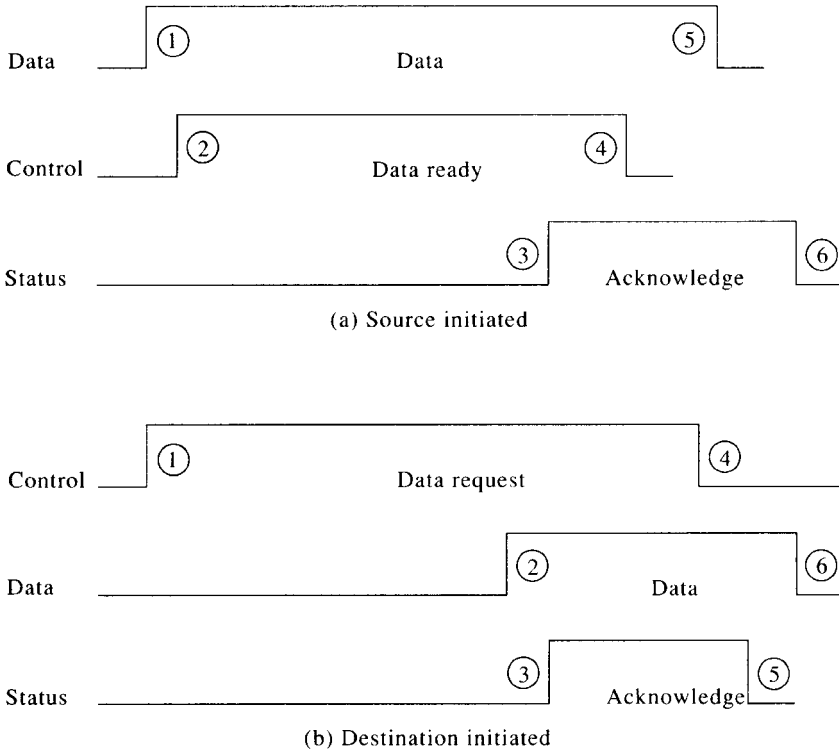 ① ⑤
Data Data
② ④
Control Data ready
③ ⑥
Status Acknowledge
(a) Source initiated
① ④
Control Data request
② ⑥
Data Data
③ ⑤
Status Acknowledge
(b) Destination initiated